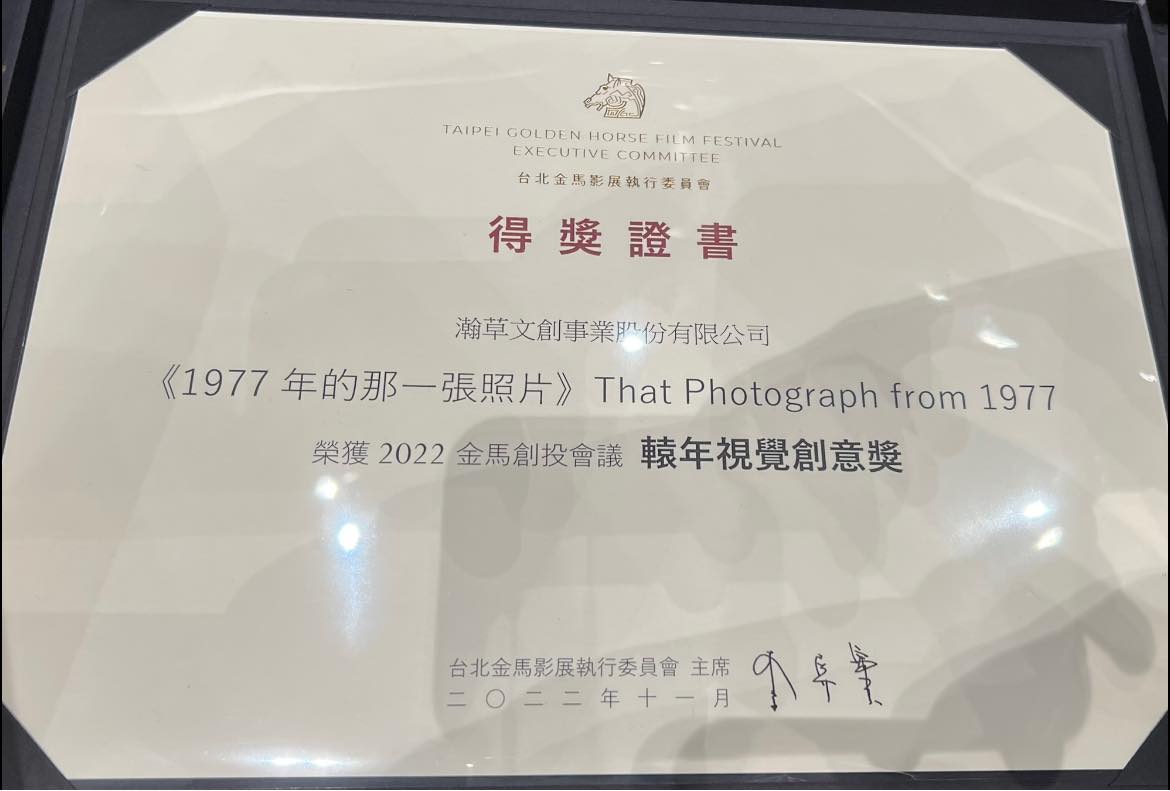 TAIPEI GOLDEN HORSE FILM FESTIVAL
EXECUTIVE COMMITTEE
台北金馬影展執行委員會
得獎證書
瀚草文創事業股份有限公司
《1977 年的那一張照片》That Photograph from 1977
榮獲 2022 金馬創投會議 轅年視覺創意獎
台北金馬影展執行委員會 主席
二〇二二年十一月